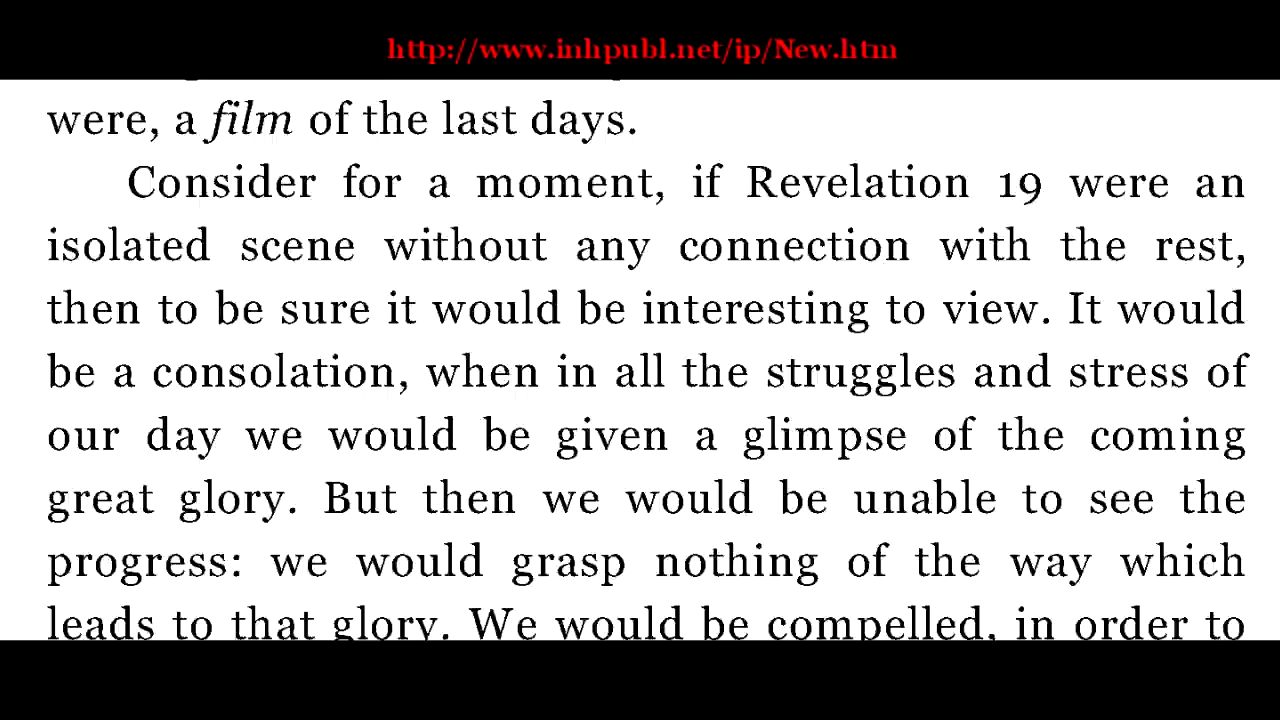 http://www.inhpubl.net/ip/New.htm
were, a film of the last days.
Consider for a moment, if Revelation 19 were an
isolated scene without any connection with the rest,
then to be sure it would be interesting to view. It would
be a consolation, when in all the struggles and stress of
our day we would be given a glimpse of the coming
great glory. But then we would be unable to see the
progress: we would grasp nothing of the way which
leads to that glory. We would be compelled, in order to